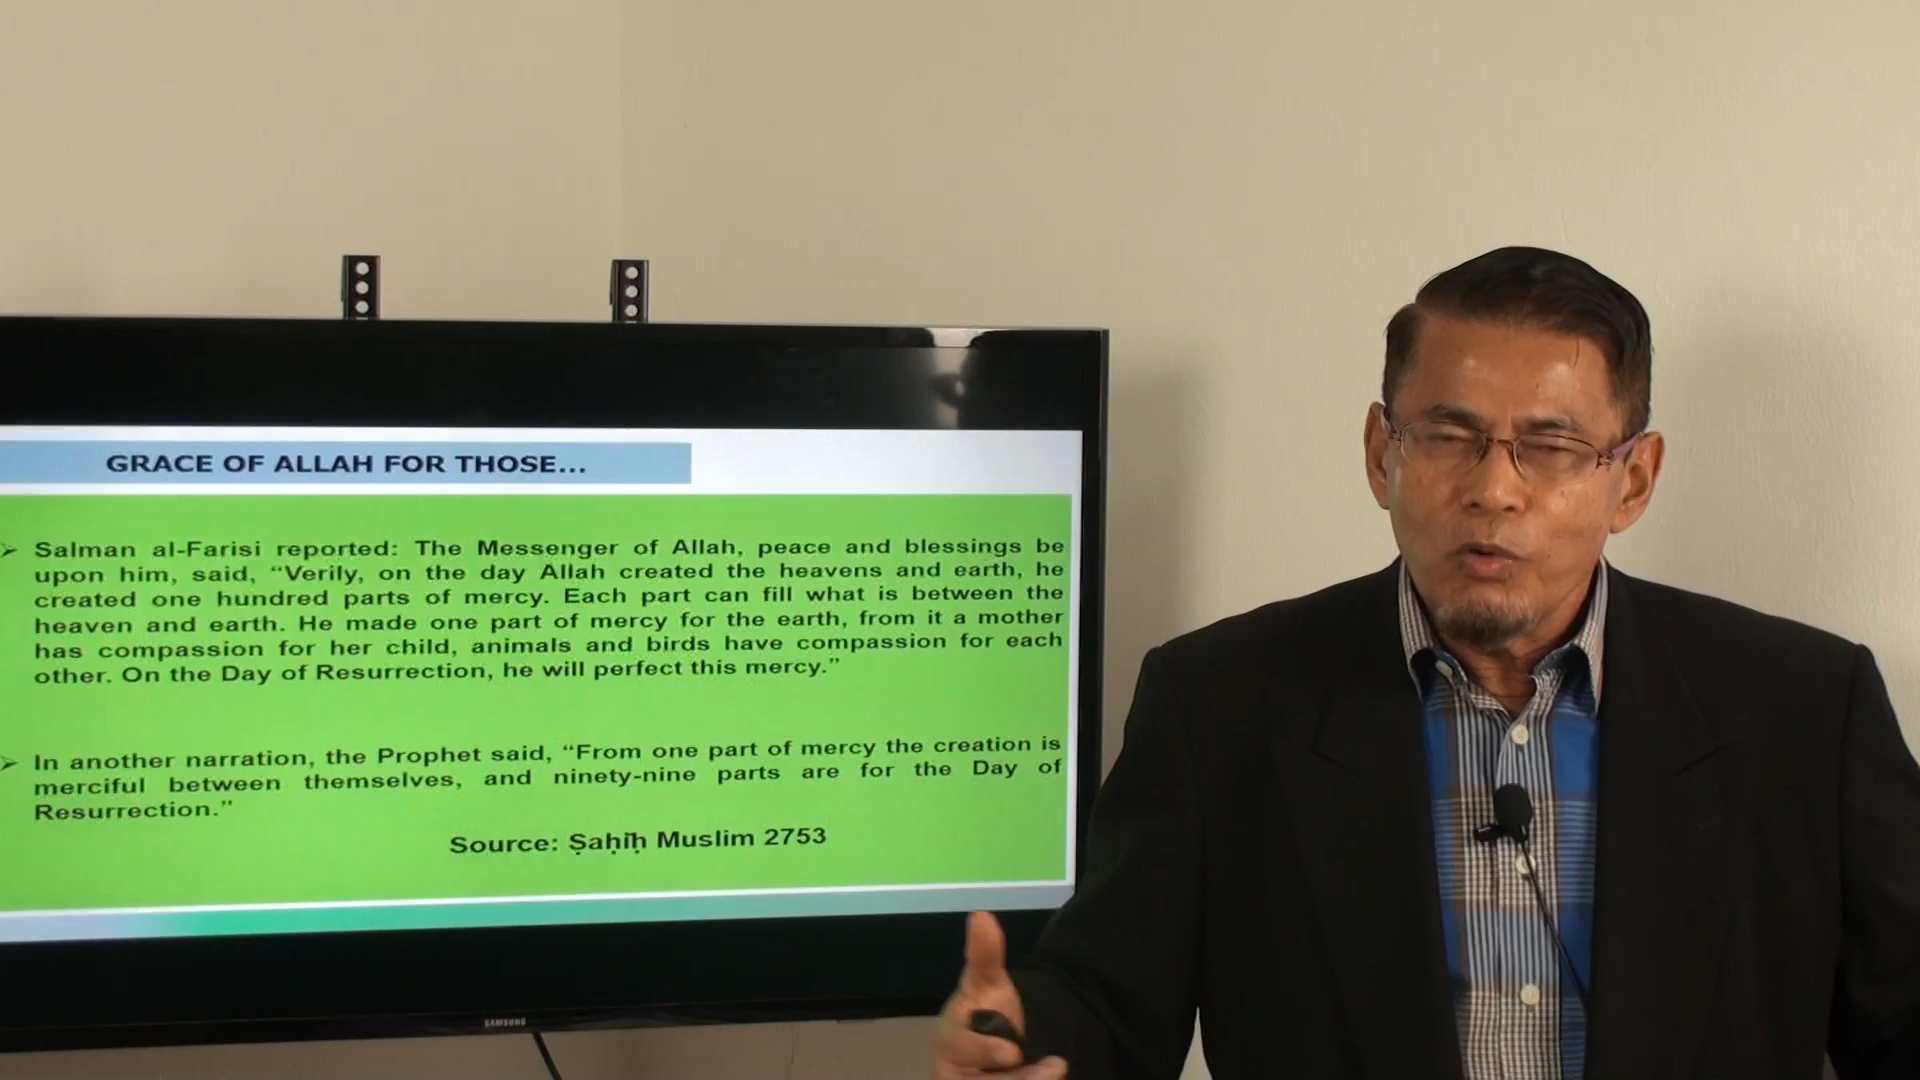 GRACE OF ALLAH FOR THOSE...
➢ Salman al-Farisi reported: The Messenger of Allah, peace and blessings be
upon him, said, “Verily, on the day Allah created the heavens and earth, he
created one hundred parts of mercy. Each part can fill what is between the
heaven and earth. He made one part of mercy for the earth, from it a mother
has compassion for her child, animals and birds have compassion for each
other. On the Day of Resurrection, he will perfect this mercy.”
➢ In another narration, the Prophet said, “From one part of mercy the creation is
merciful between themselves, and ninety-nine parts are for the Day of
Resurrection.”
Source: Ṣaḥīḥ Muslim 2753
SAMSUNG